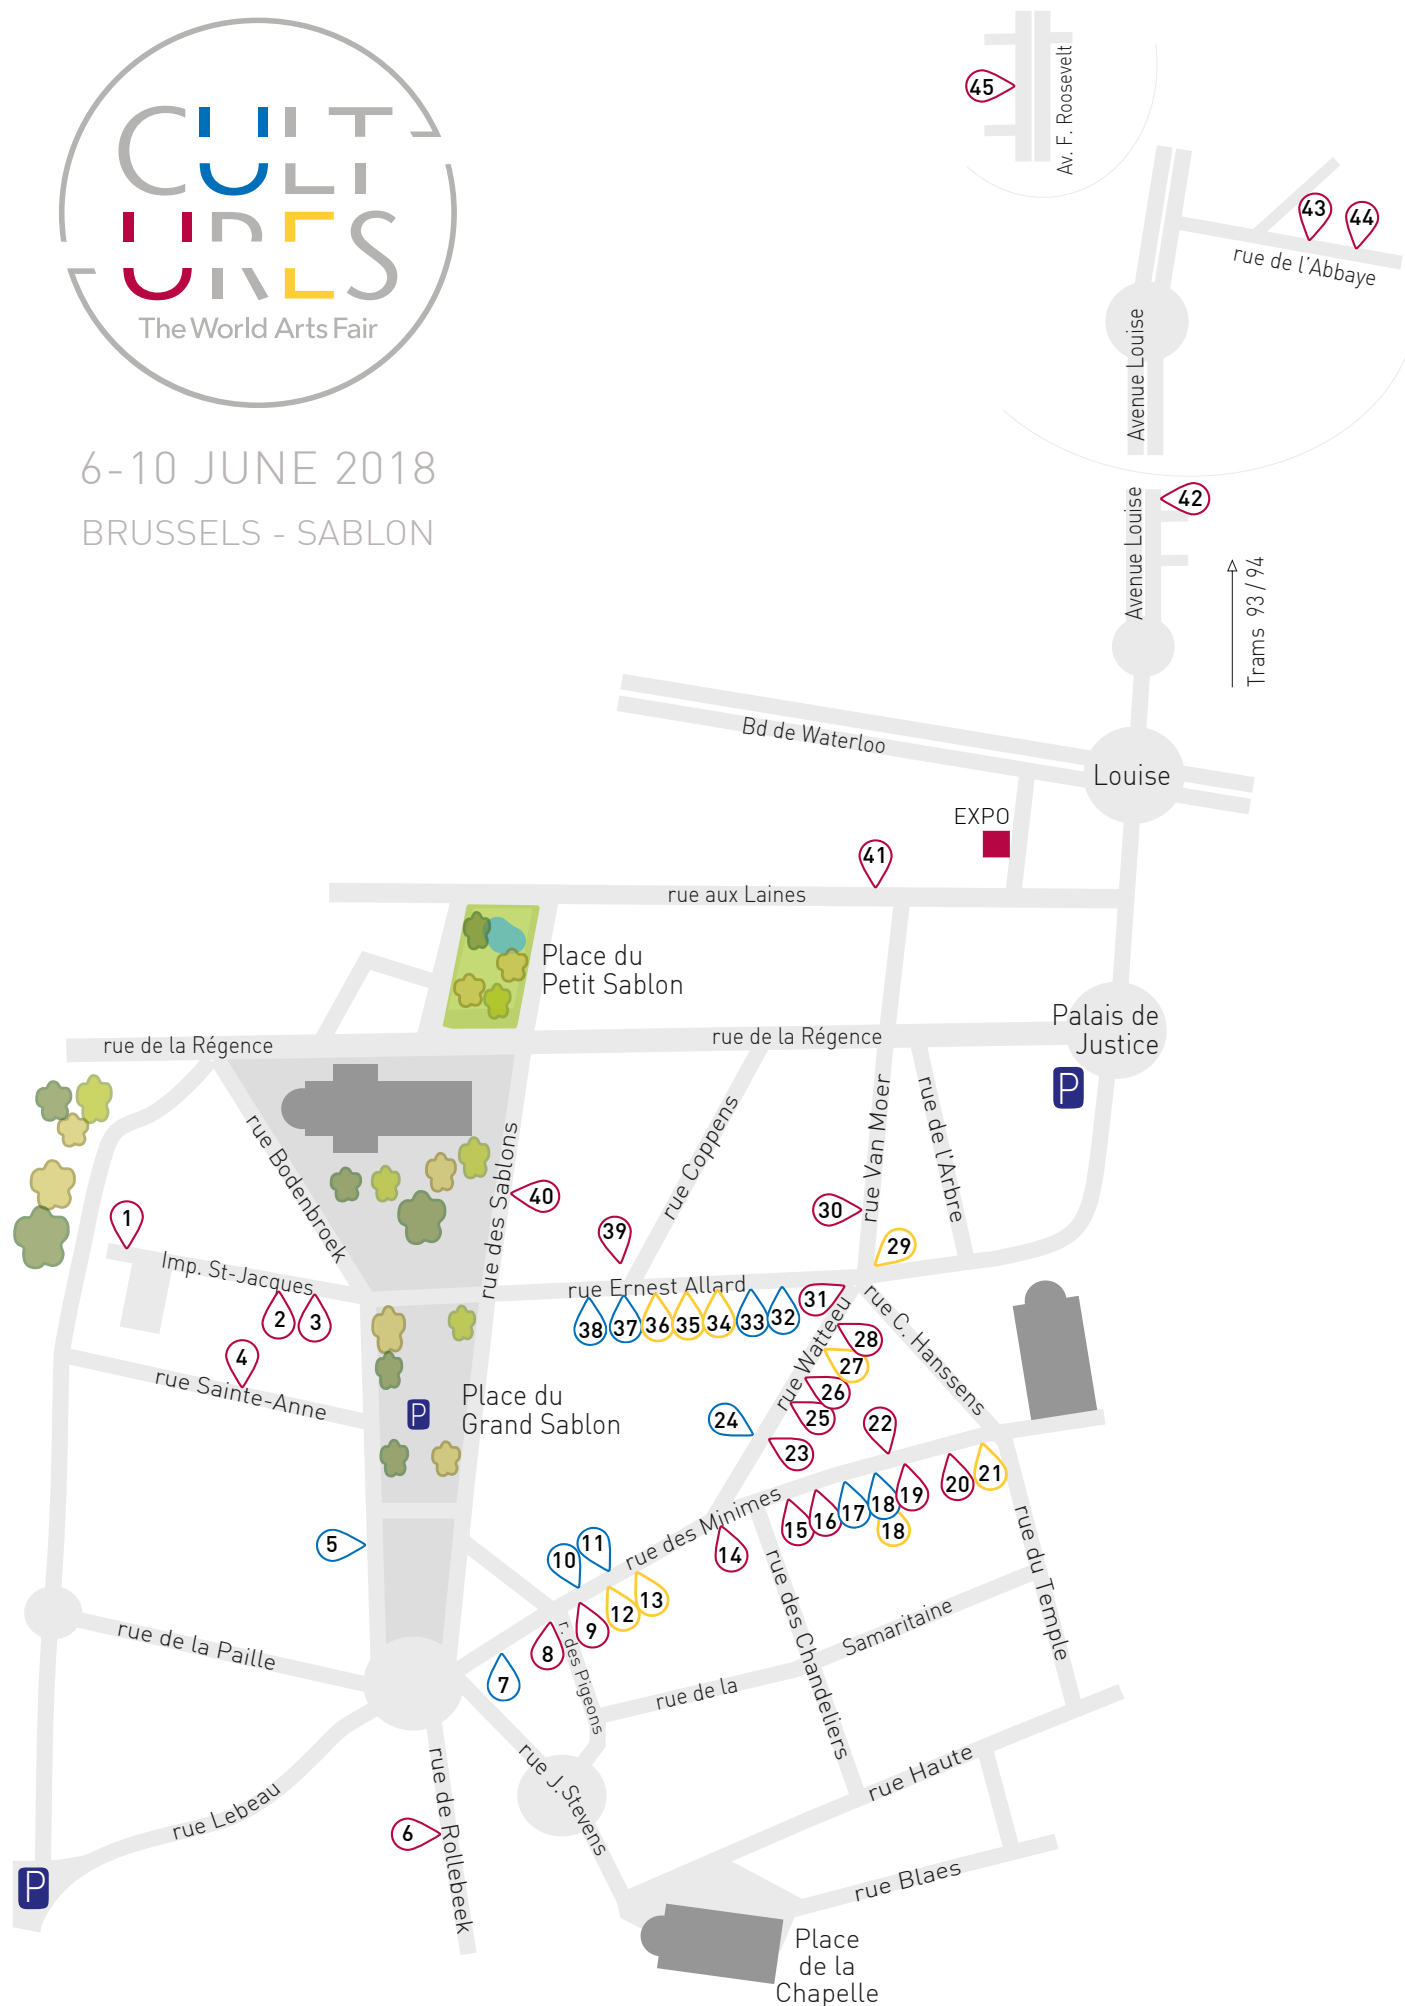 CULT
URES
The World Arts Fair
6-10 JUNE 2018
BRUSSELS - SABLON
45
Av. F. Roosevelt
43
44
rue de l'Abbaye
Avenue Louise
42
Avenue Louise
Trams 93 / 94
Bd de Waterloo
Louise
EXPO
41
rue aux Laines
Place du
Petit Sablon
Palais de
Justice
rue de la Régence
rue de la Régence
P
rue Bodenbroek
rue des Sablons
rue Coppens
rue Van Moer
rue de l'Arbre
1
40
39
30
29
Imp. St-Jacques
rue Ernest Allard
2
3
4
38
37
36
35
34
33
32
31
rue Watteeu
rue C. Hanssens
28
27
26
25
24
23
22
rue Sainte-Anne
P
Place du
Grand Sablon
21
20
19
18
18
17
16
15
14
rue des Minimes
5
11
10
13
12
9
8
7
r. des Pigeons
rue des Chandeliers
rue du Temple
rue de la
Samaritaine
rue de la Paille
rue Lebeau
rue de Rollebeek
6
rue J.Stevens
rue Haute
rue Blaes
P
Place
de la
Chapelle